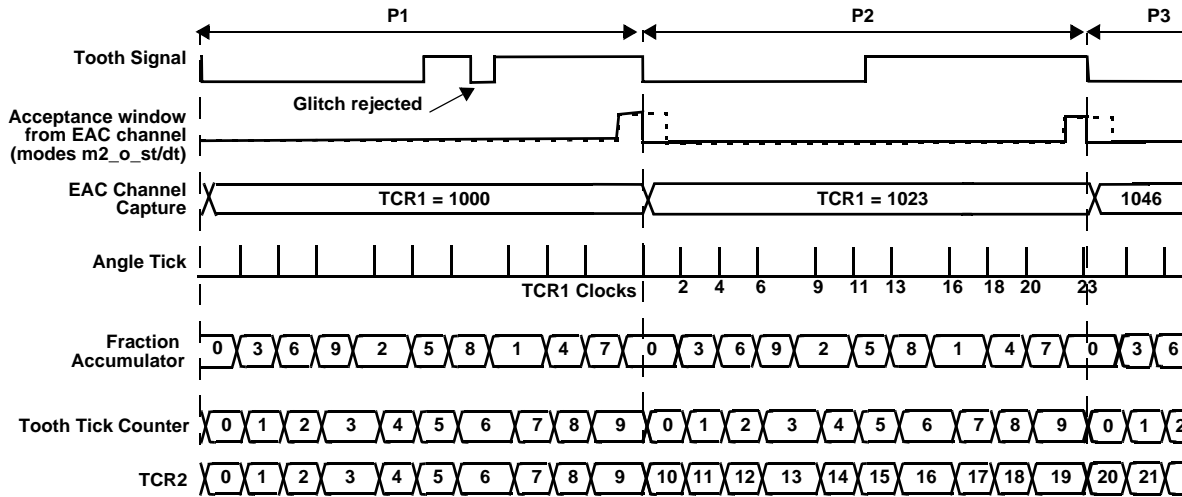 P1 P2 P3
Tooth Signal
Glitch rejected
Acceptance window
from EAC channel
(modes m2_o_st/dt)
EAC Channel
Capture
TCR1 = 1000 TCR1 = 1023 1046
Angle Tick
TCR1 Clocks 2 4 6 9 11 13 16 18 20 23
Fraction
Accumulator
0 3 6 9 2 5 8 1 4 7 0 3 6 9 2 5 8 1 4 7 0 3 6
Tooth Tick Counter 0 1 2 3 4 5 6 7 8 9 0 1 2 3 4 5 6 7 8 9 0 1 2
TCR2 0 1 2 3 4 5 6 7 8 9 10 11 12 13 14 15 16 17 18 19 20 21